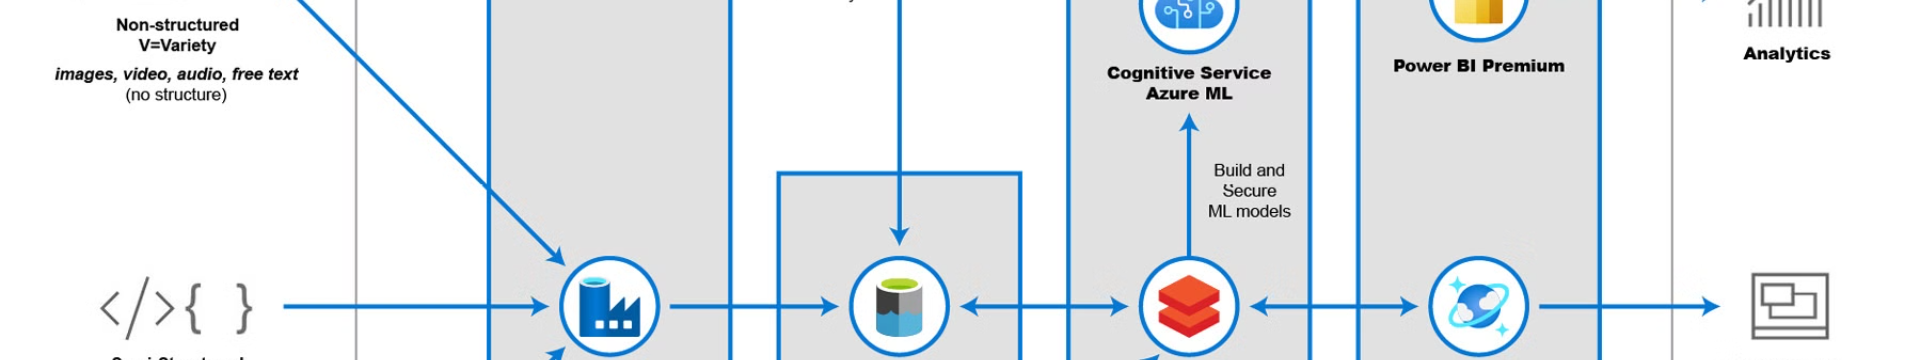 Non-structured
V=Variety
images, video, audio, free text
(no structure)
Cognitive Service
Azure ML
Power BI Premium
Analytics
Build and
Secure
ML models